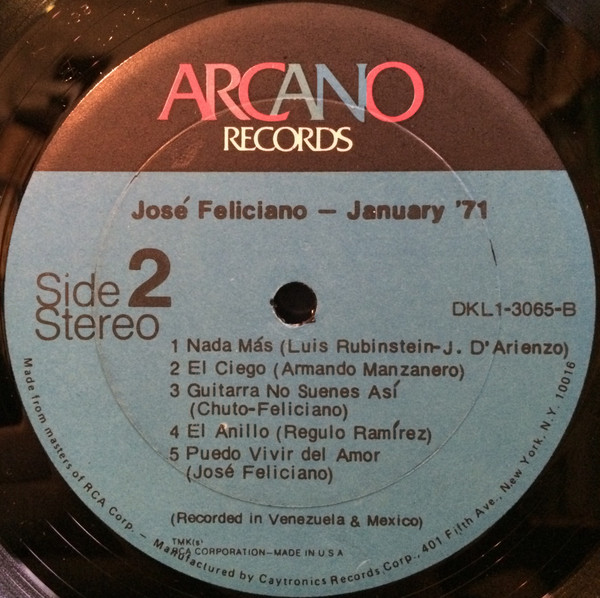 ARCANO
RECORDS
José Feliciano — January '71
Side 2
Stereo
DKL1-3065-B
1 Nada Más (Luis Rubinstein-J. D'Arienzo)
2 El Ciego (Armando Manzanero)
3 Guitarra No Suenes Así
(Chuto-Feliciano)
4 El Anillo (Regulo Ramírez)
5 Puedo Vivir del Amor
(José Feliciano)
(Recorded in Venezuela & Mexico)
TMK(s)
RCA CORPORATION—MADE IN U S A
Made from masters of RCA Corp. — Manufactured by Caytronics Records Corp., 401 Fifth Ave., New York, N.Y. 10016